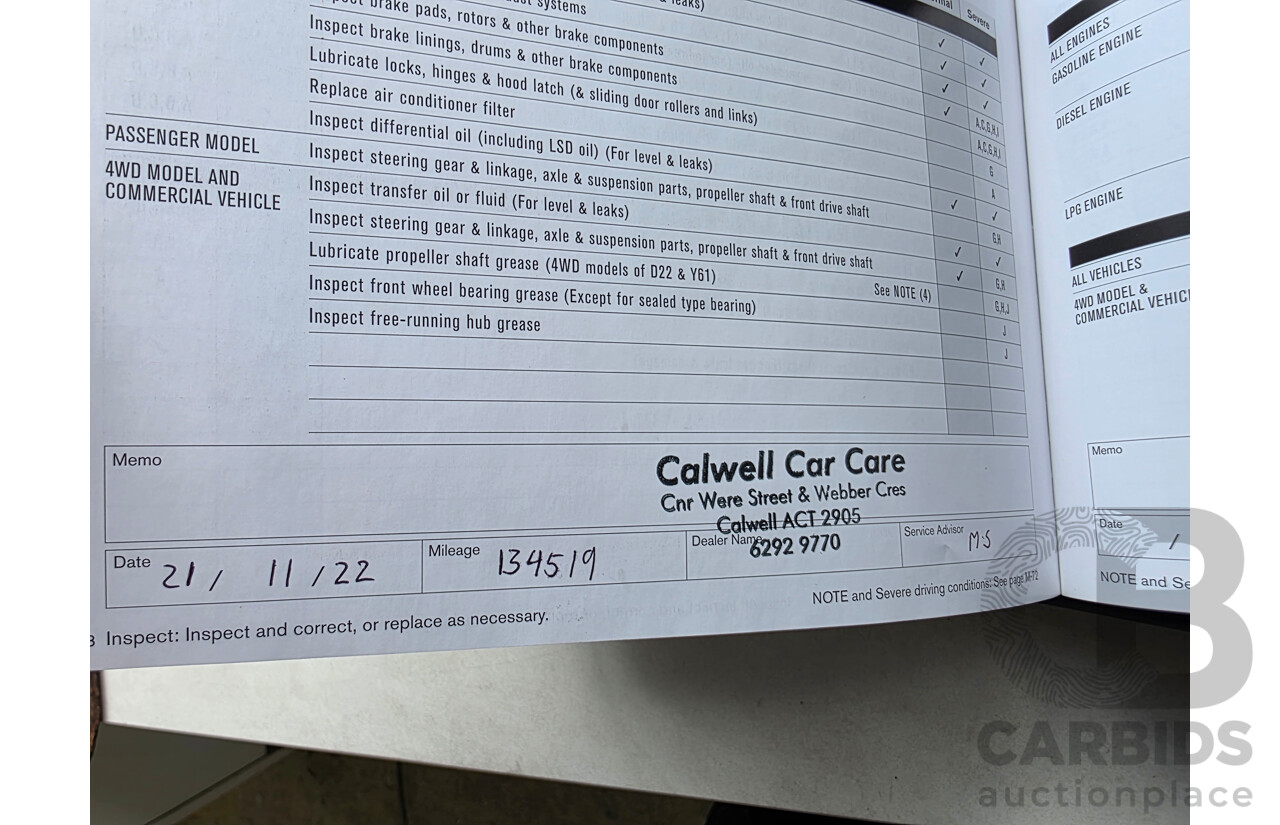 systems
leaks)
Severe
brake pads, rotors & other brake components
Inspect brake linings, drums & other brake components
Lubricate locks, hinges & hood latch (& sliding door rollers and links)
Replace air conditioner filter
A,C,G,H,I
Inspect differential oil (including LSD oil) (For level & leaks)
A,C,G,H,I
PASSENGER MODEL
Inspect steering gear & linkage, axle & suspension parts, propeller shaft & front drive shaft
G
4WD MODEL AND
COMMERCIAL VEHICLE
Inspect transfer oil or fluid (For level & leaks)
A
Inspect steering gear & linkage, axle & suspension parts, propeller shaft & front drive shaft
G,H
Lubricate propeller shaft grease (4WD models of D22 & Y61)
See NOTE (4)
G,H
Inspect front wheel bearing grease (Except for sealed type bearing)
G,H,J
Inspect free-running hub grease
J
J
Memo
Calwell Car Care
Cnr Were Street & Webber Cres
Calwell ACT 2905
6292 9770
Date 21 / 11 / 22
Mileage 134519
Dealer Name
Service Advisor M·S
NOTE and Severe driving conditions: See page M-72
Inspect: Inspect and correct, or replace as necessary.
ALL ENGINES
GASOLINE ENGINE
DIESEL ENGINE
LPG ENGINE
ALL VEHICLES
4WD MODEL &
COMMERCIAL VEHIC
Memo
Date /
NOTE and Se
CARBIDS
auctionplace